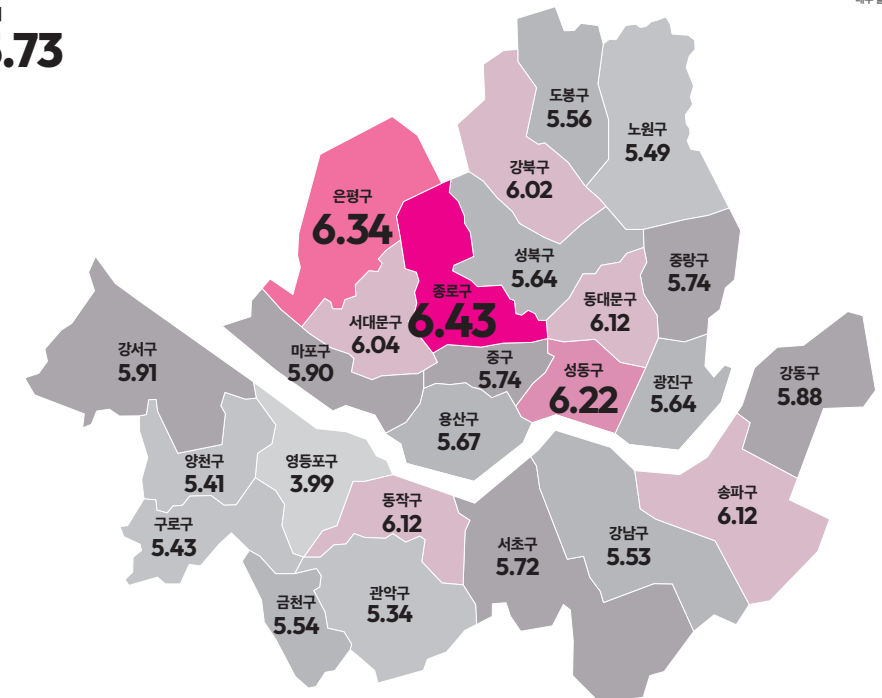 .73
도봉구
5.56
노원구
5.49
강북구
6.02
은평구
6.34
성북구
5.64
중랑구
5.74
종로구
6.43
동대문구
6.12
서대문구
6.04
강서구
5.91
마포구
5.90
중구
5.74
성동구
6.22
광진구
5.64
강동구
5.88
용산구
5.67
양천구
5.41
영등포구
3.99
송파구
6.12
동작구
6.12
구로구
5.43
서초구
5.72
강남구
5.53
금천구
5.54
관악구
5.34